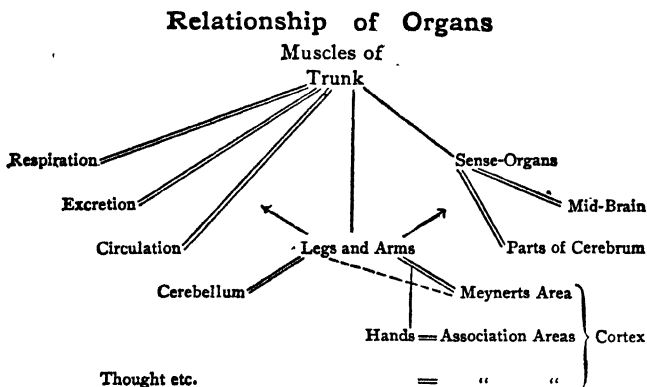 Relationship of Organs
Muscles of
Trunk
Respiration
Sense-Organs
Excretion
Mid-Brain
Circulation
Legs and Arms
Parts of Cerebrum
Cerebellum
Meynerts Area
Hands = Association Areas
Cortex
Thought etc. = " "